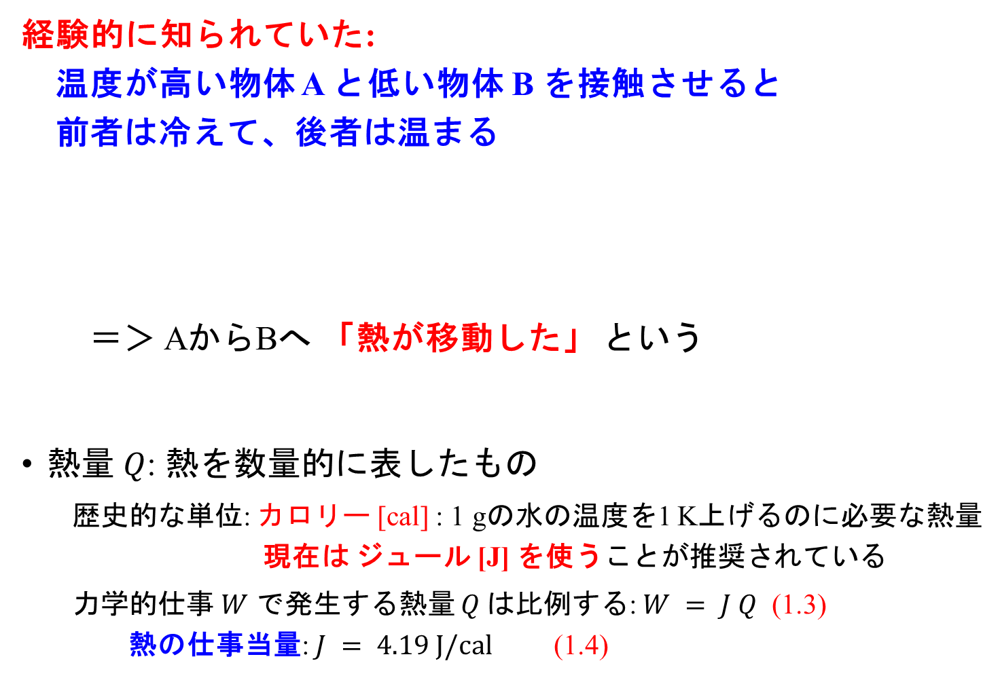 経験的に知られていた:
温度が高い物体 A と低い物体 B を接触させると
前者は冷えて、後者は温まる
＝＞ AからBへ 「熱が移動した」 という
• 熱量 Q: 熱を数量的に表したもの
歴史的な単位: カロリー [cal] : 1 gの水の温度を1 K上げるのに必要な熱量
現在は ジュール [J] を使うことが推奨されている
力学的仕事 W で発生する熱量 Q は比例する: W = J Q (1.3)
熱の仕事当量: J = 4.19 J/cal (1.4)